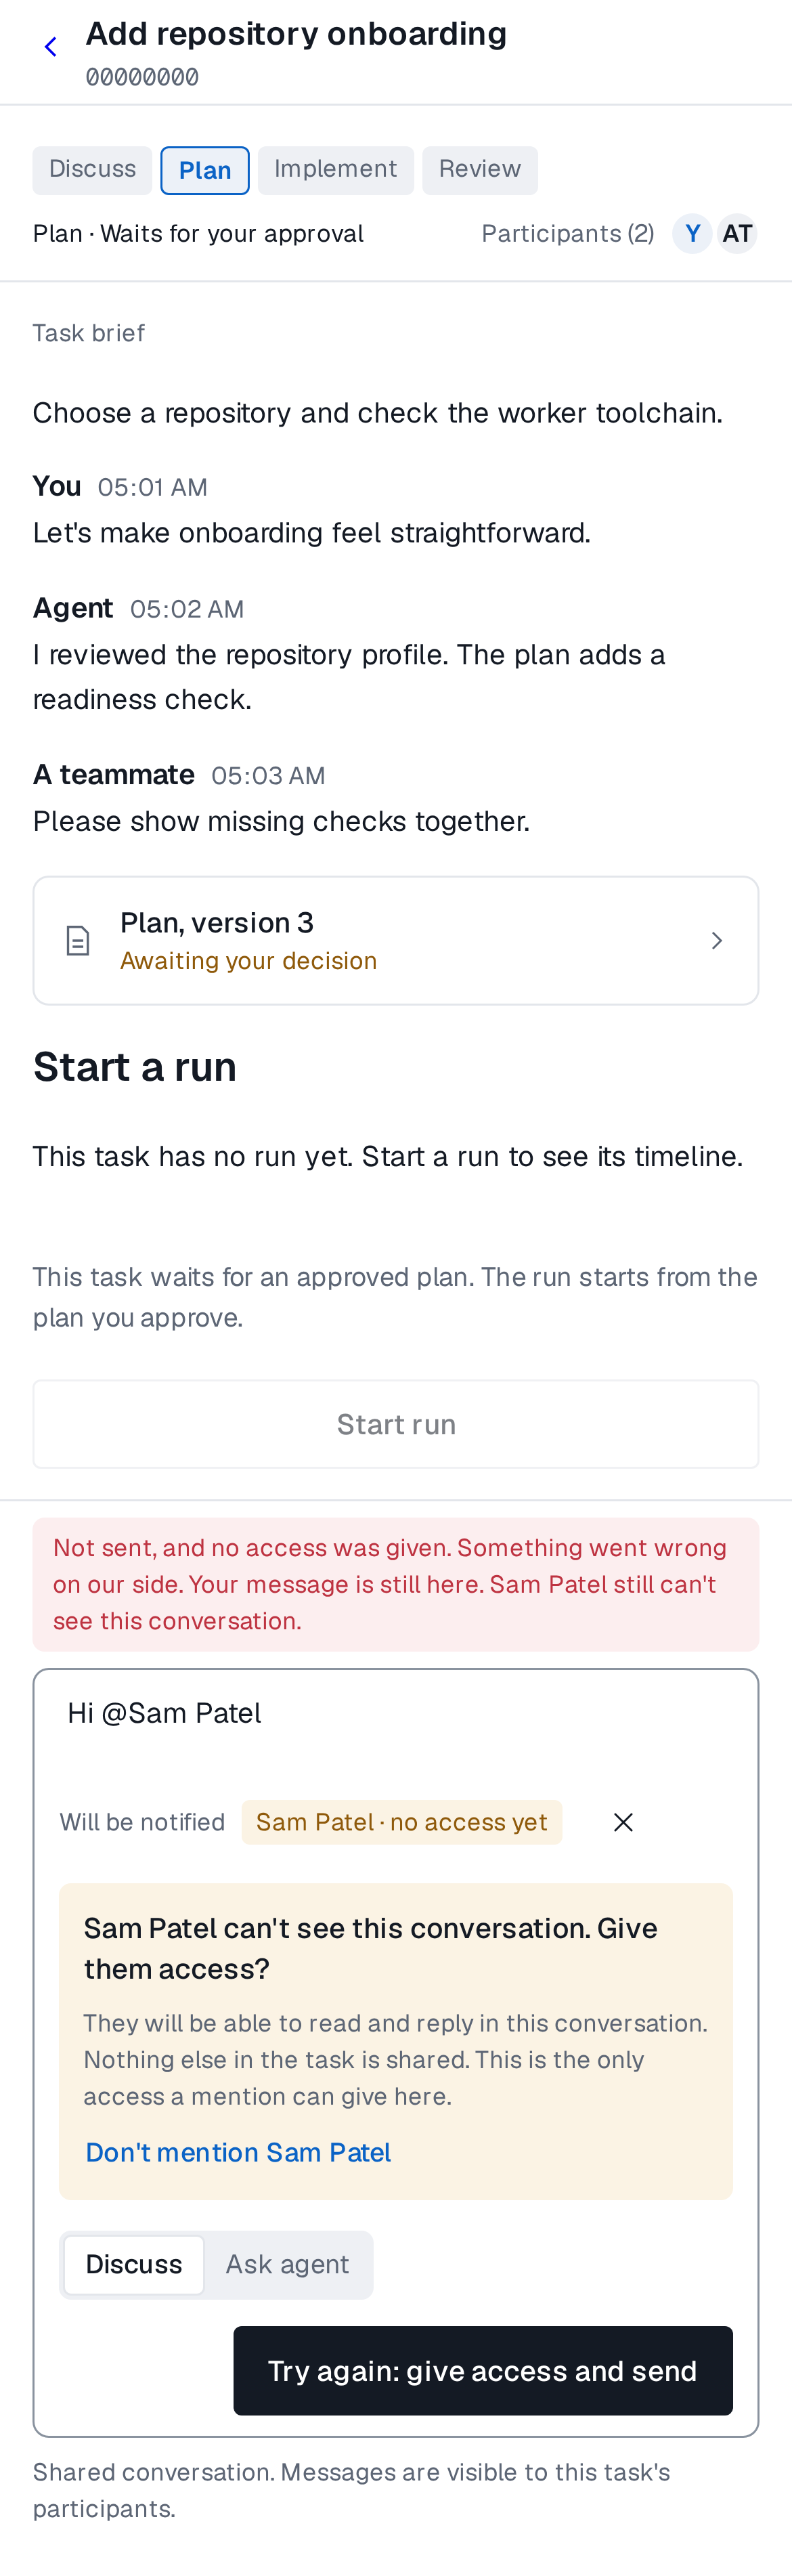 Add repository onboarding
00000000
Discuss Plan Implement Review
Plan · Waits for your approval Participants (2) Y AT
Task brief
Choose a repository and check the worker toolchain.
You 05:01 AM
Let's make onboarding feel straightforward.
Agent 05:02 AM
I reviewed the repository profile. The plan adds a
readiness check.
A teammate 05:03 AM
Please show missing checks together.
Plan, version 3
Awaiting your decision
Start a run
This task has no run yet. Start a run to see its timeline.
This task waits for an approved plan. The run starts from the
plan you approve.
Start run
Not sent, and no access was given. Something went wrong
on our side. Your message is still here. Sam Patel still can't
see this conversation.
Hi @Sam Patel
Will be notified Sam Patel · no access yet
Sam Patel can't see this conversation. Give
them access?
They will be able to read and reply in this conversation.
Nothing else in the task is shared. This is the only
access a mention can give here.
Don't mention Sam Patel
Discuss Ask agent
Try again: give access and send
Shared conversation. Messages are visible to this task's
participants.